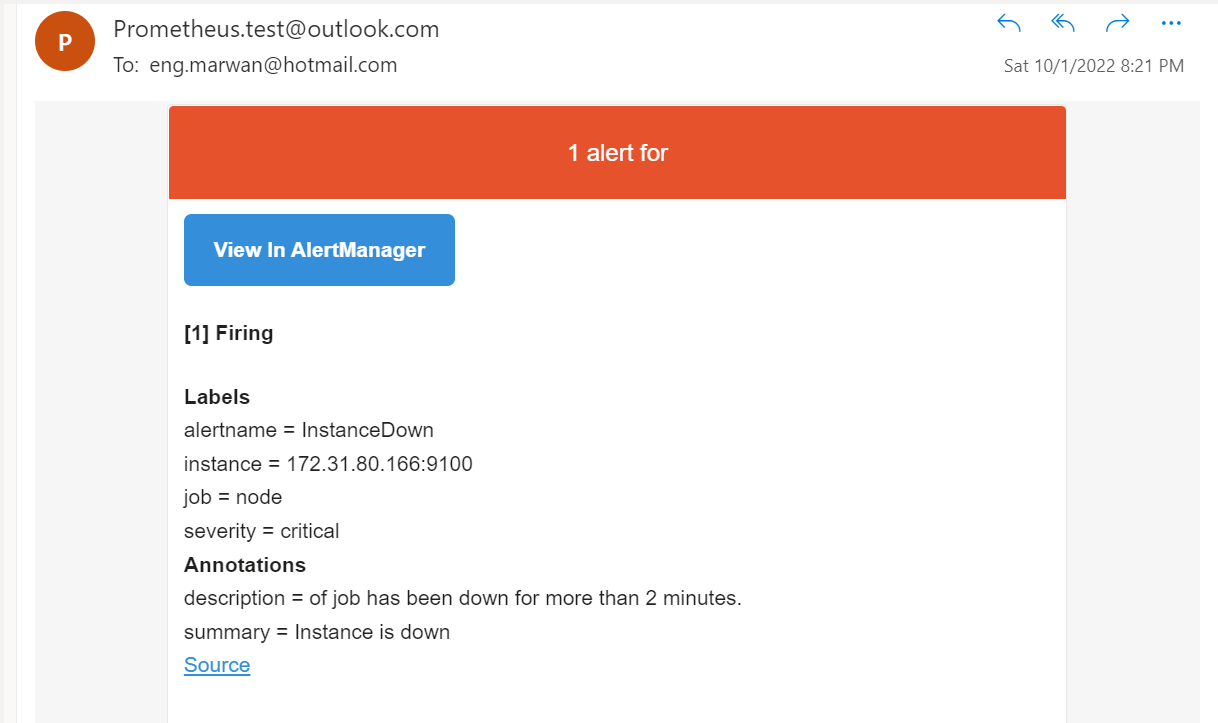 P
Prometheus.test@outlook.com
To: eng.marwan@hotmail.com
Sat 10/1/2022 8:21 PM
1 alert for
View In AlertManager
[1] Firing
Labels
alertname = InstanceDown
instance = 172.31.80.166:9100
job = node
severity = critical
Annotations
description = of job has been down for more than 2 minutes.
summary = Instance is down
Source